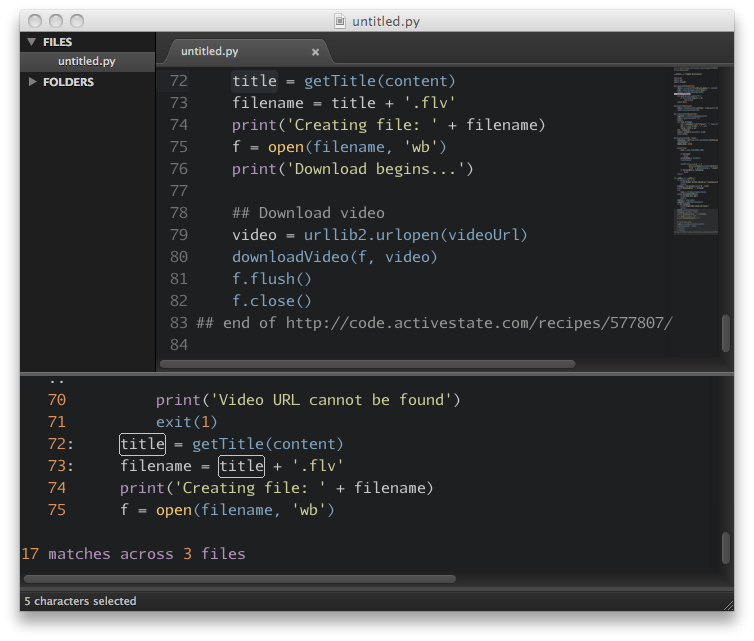 untitled.py
FILES
untitled.py
FOLDERS
untitled.py ×
72 title = getTitle(content)
73 filename = title + '.flv'
74 print('Creating file: ' + filename)
75 f = open(filename, 'wb')
76 print('Download begins...')
77
78 ## Download video
79 video = urllib2.urlopen(videoUrl)
80 downloadVideo(f, video)
81 f.flush()
82 f.close()
83 ## end of http://code.activestate.com/recipes/577807/
84
..
70 print('Video URL cannot be found')
71 exit(1)
72: title = getTitle(content)
73: filename = title + '.flv'
74 print('Creating file: ' + filename)
75 f = open(filename, 'wb')
17 matches across 3 files
5 characters selected